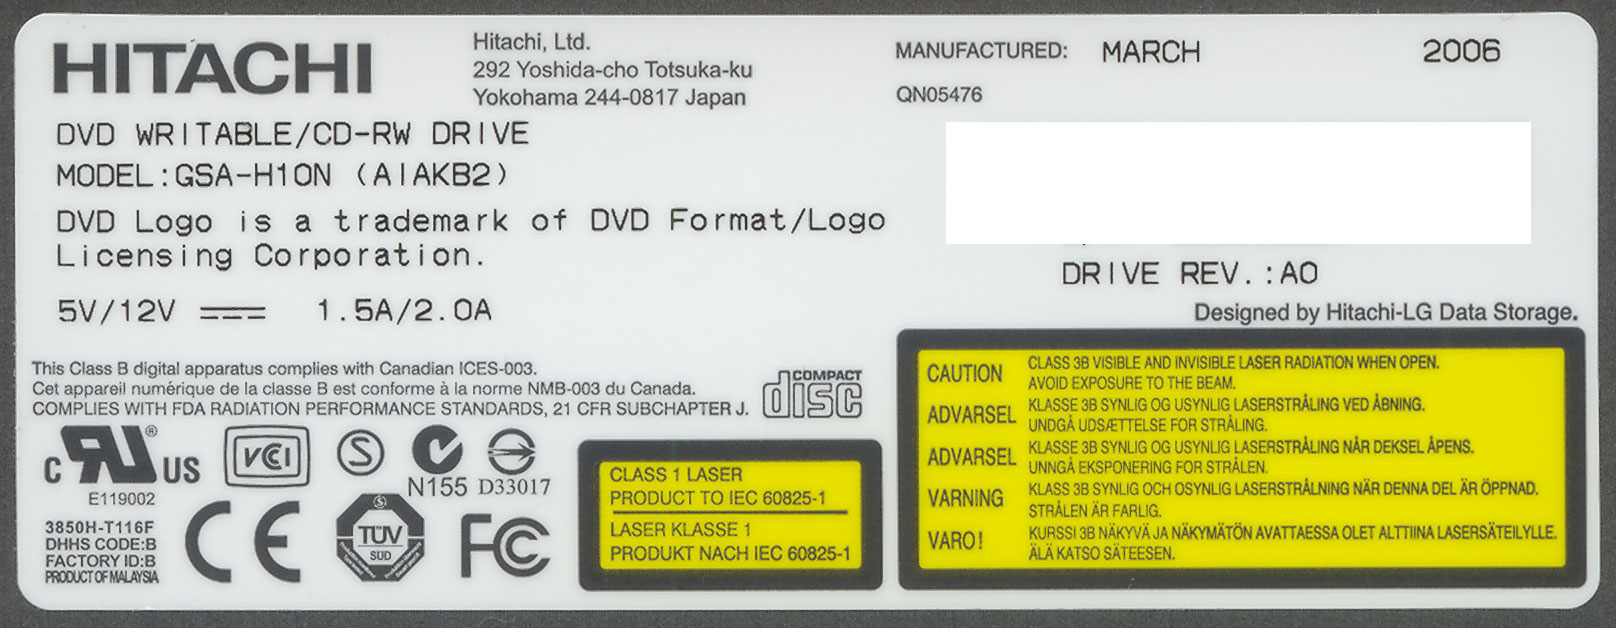 HITACHI
Hitachi, Ltd.
292 Yoshida-cho Totsuka-ku
Yokohama 244-0817 Japan
MANUFACTURED: MARCH 2006
QN05476
DVD WRITABLE/CD-RW DRIVE
MODEL:GSA-H10N (AIAKB2)
DVD Logo is a trademark of DVD Format/Logo
Licensing Corporation.
5V/12V 1.5A/2.0A
DRIVE REV.:A0
Designed by Hitachi-LG Data Storage.
This Class B digital apparatus complies with Canadian ICES-003.
Cet appareil numérique de la classe B est conforme à la norme NMB-003 du Canada.
COMPLIES WITH FDA RADIATION PERFORMANCE STANDARDS, 21 CFR SUBCHAPTER J.
COMPACT
disc
C RU US ®
E119002
VCI
S
N155
D33017
3850H-T116F
DHHS CODE:B
FACTORY ID:B
PRODUCT OF MALAYSIA
CE
S
TÜV
SÜD
FC
CLASS 1 LASER
PRODUCT TO IEC 60825-1
LASER KLASSE 1
PRODUKT NACH IEC 60825-1
CAUTION CLASS 3B VISIBLE AND INVISIBLE LASER RADIATION WHEN OPEN.
AVOID EXPOSURE TO THE BEAM.
ADVARSEL KLASSE 3B SYNLIG OG USYNLIG LASERSTRÅLING VED ÅBNING.
UNDGÅ UDSÆTTELSE FOR STRÅLING.
ADVARSEL KLASSE 3B SYNLIG OG USYNLIG LASERSTRÅLING NÅR DEKSEL ÅPENS.
UNNGÅ EKSPONERING FOR STRÅLEN.
VARNING KLASS 3B SYNLIG OCH OSYNLIG LASERSTRÅLNING NÄR DENNA DEL ÄR ÖPPNAD.
STRÅLEN ÄR FARLIG.
VARO! KURSSI 3B NÄKYVÄ JA NÄKYMÄTÖN AVATTAESSA OLET ALTTIINA LASERSÄTEILYLLE.
ÄLÄ KATSO SÄTEESEEN.